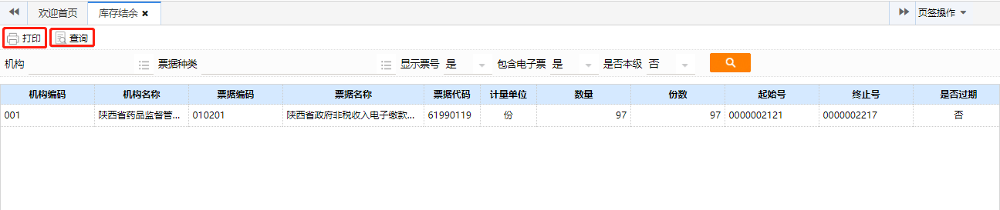 欢迎首页 库存结余 页签操作
打印 查询
机构 票据种类 显示票号 是 包含电子票 是 是否本级 否
机构编码 机构名称 票据编码 票据名称 票据代码 计量单位 数量 份数 起始号 终止号 是否过期
001 陕西省药品监督管... 010201 陕西省政府非税收入电子缴款... 61990119 份 97 97 0000002121 0000002217 否